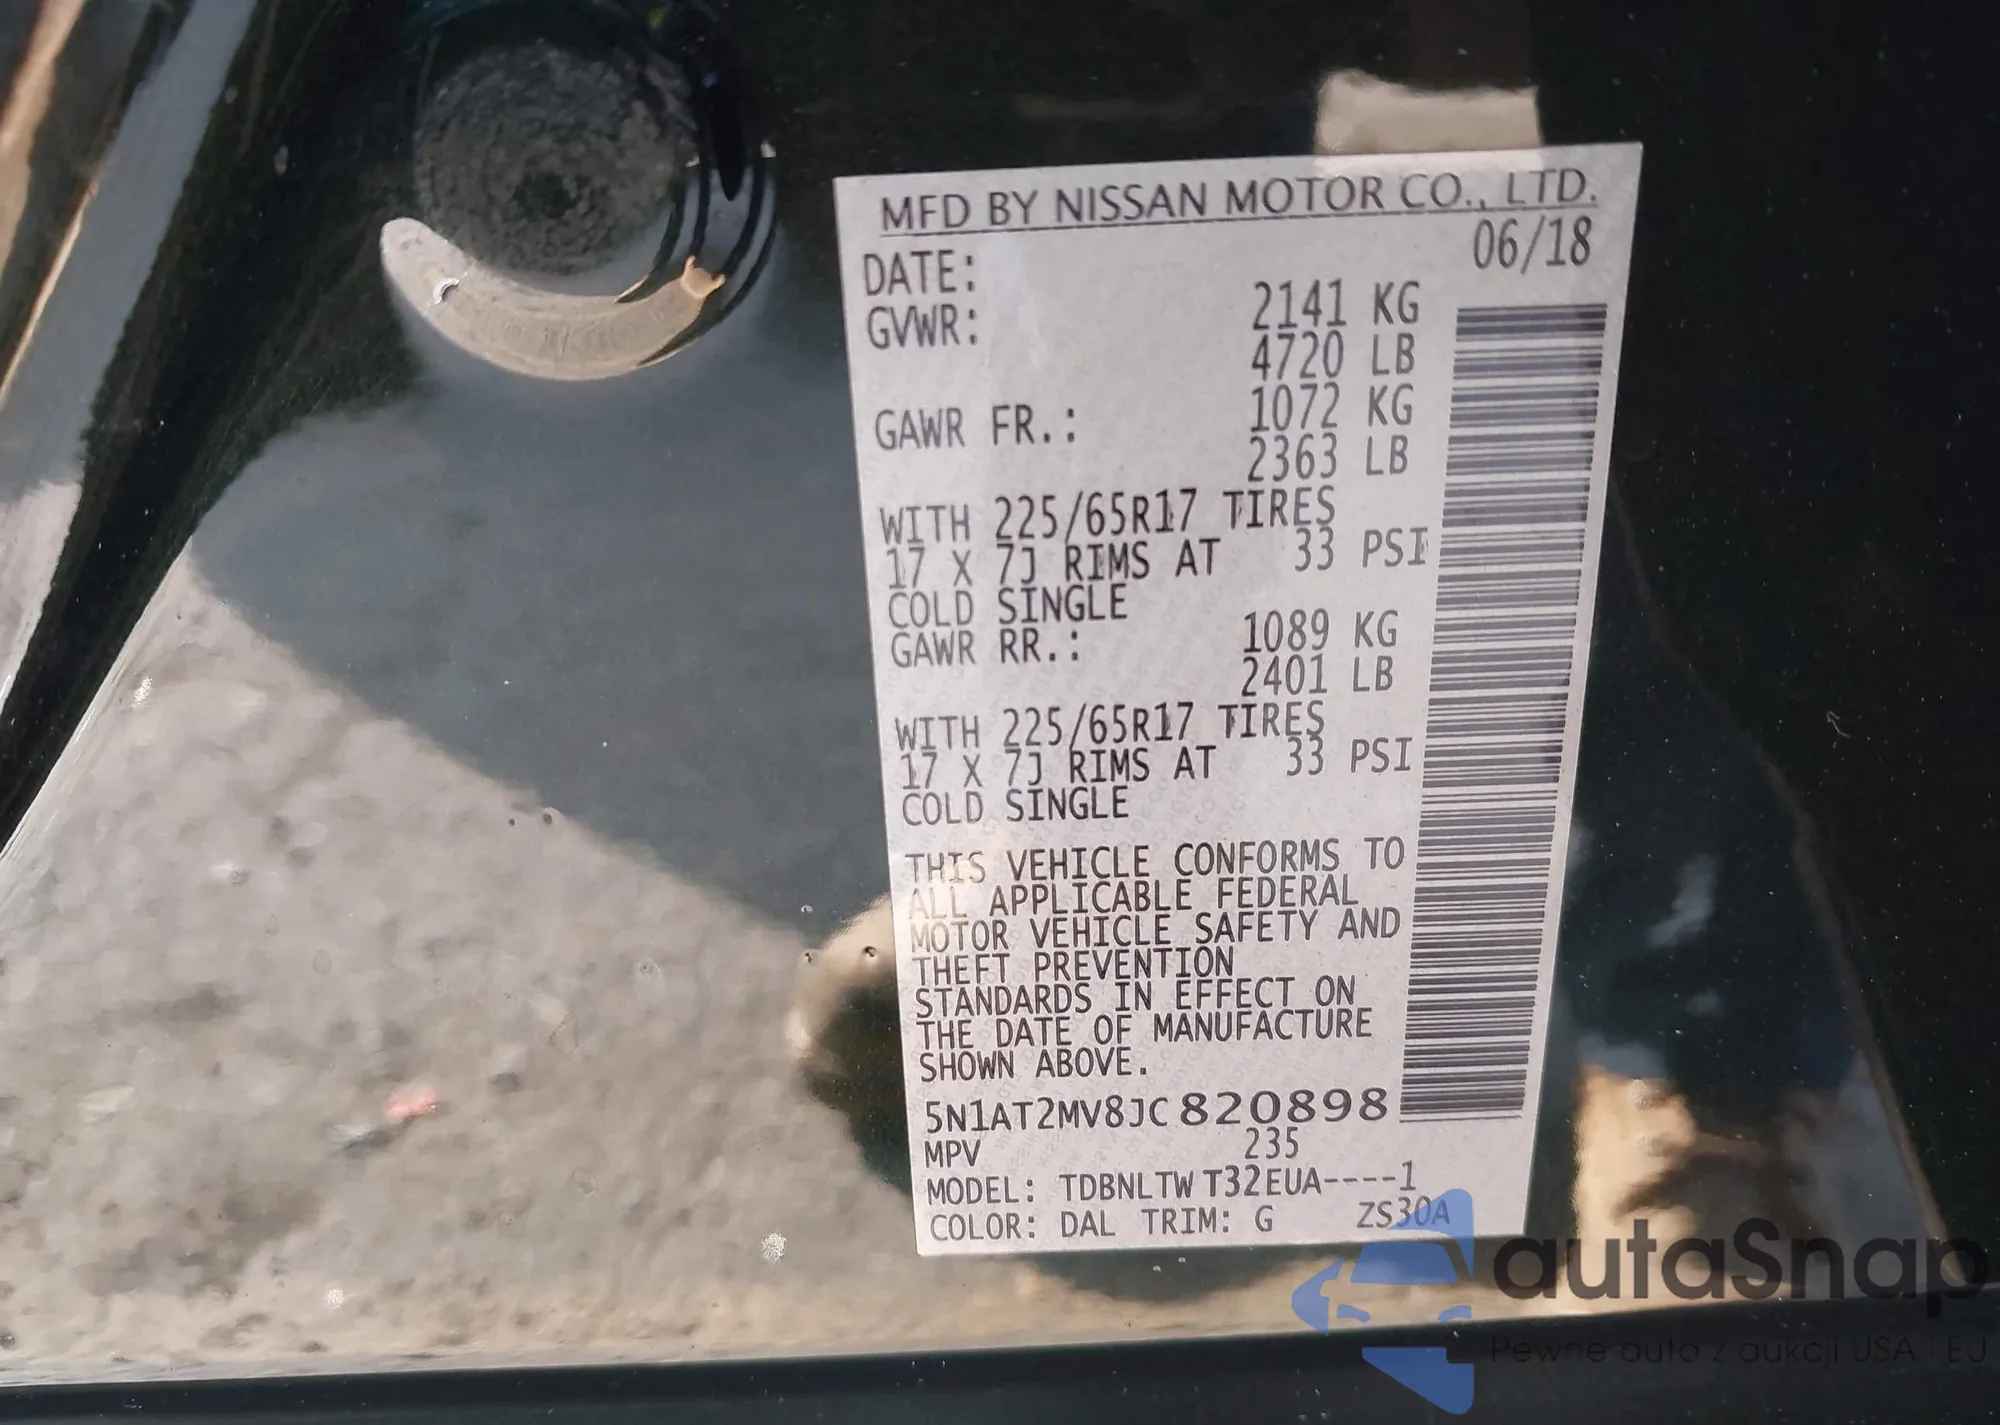 MFD BY NISSAN MOTOR CO., LTD.
DATE: 06/18
GVWR: 2141 KG
4720 LB
GAWR FR.: 1072 KG
2363 LB
WITH 225/65R17 TIRES
17 X 7J RIMS AT 33 PSI
COLD SINGLE
GAWR RR.: 1089 KG
2401 LB
WITH 225/65R17 TIRES
17 X 7J RIMS AT 33 PSI
COLD SINGLE
THIS VEHICLE CONFORMS TO
ALL APPLICABLE FEDERAL
MOTOR VEHICLE SAFETY AND
THEFT PREVENTION
STANDARDS IN EFFECT ON
THE DATE OF MANUFACTURE
SHOWN ABOVE.
5N1AT2MV8JC820898
MPV 235
MODEL: TDBNLTW T32EUA----1
COLOR: DAL TRIM: G ZS30A
autaSnap
Pewne auto z aukcji USA i EU